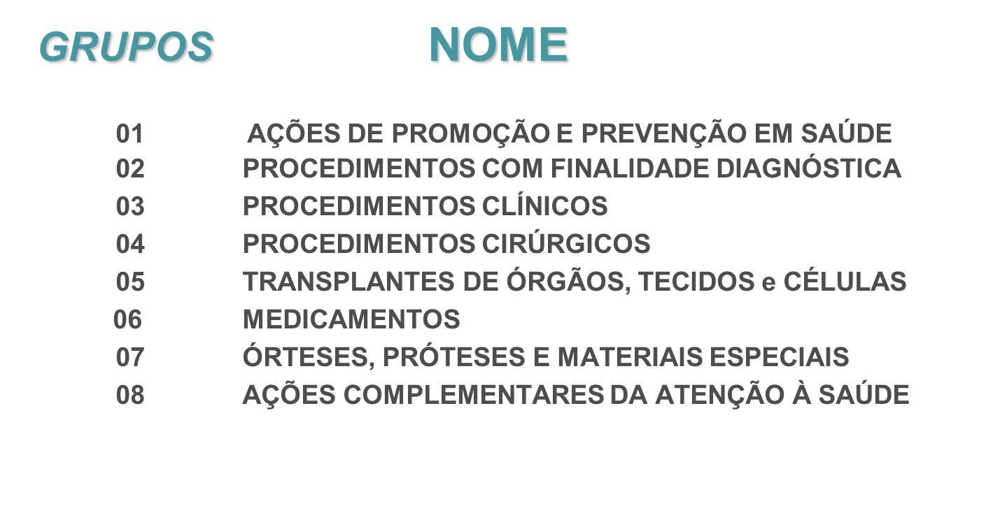 GRUPOS NOME
01 AÇÕES DE PROMOÇÃO E PREVENÇÃO EM SAÚDE
02 PROCEDIMENTOS COM FINALIDADE DIAGNÓSTICA
03 PROCEDIMENTOS CLÍNICOS
04 PROCEDIMENTOS CIRÚRGICOS
05 TRANSPLANTES DE ÓRGÃOS, TECIDOS e CÉLULAS
06 MEDICAMENTOS
07 ÓRTESES, PRÓTESES E MATERIAIS ESPECIAIS
08 AÇÕES COMPLEMENTARES DA ATENÇÃO À SAÚDE